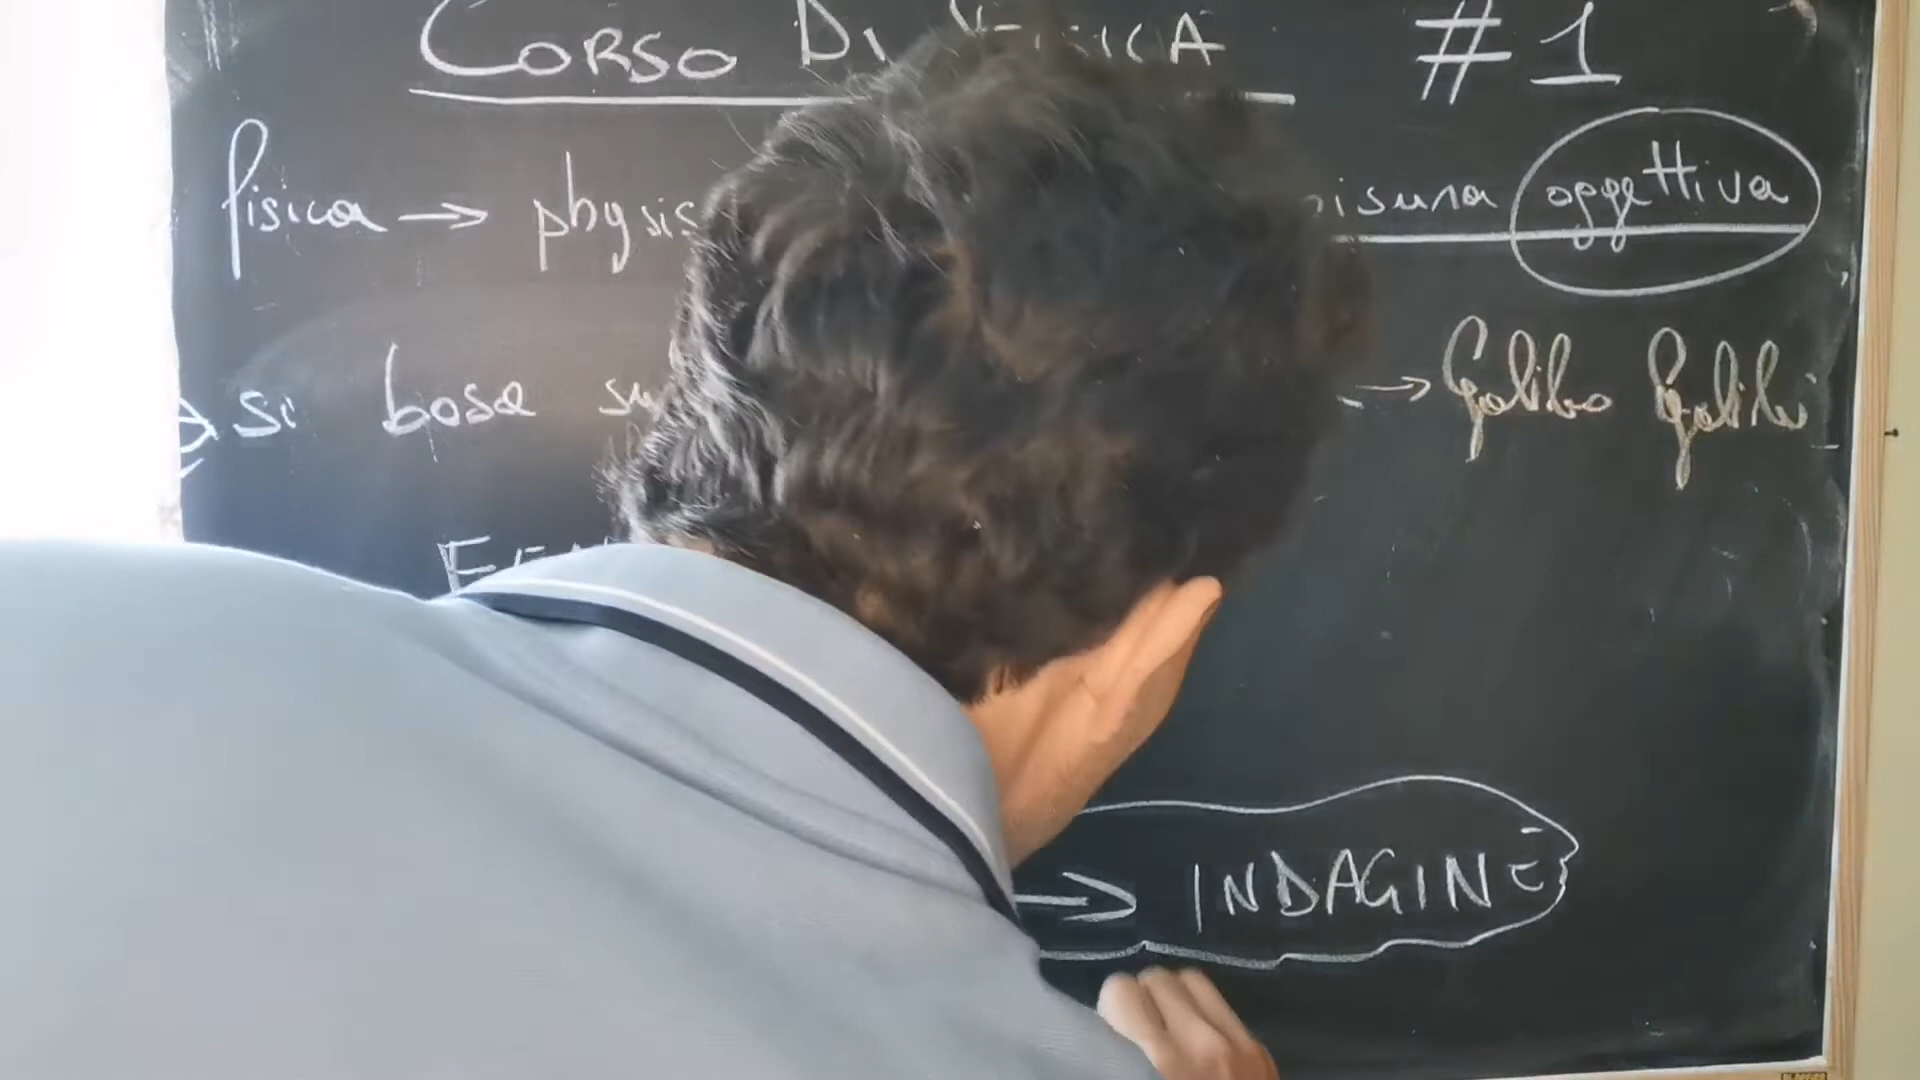 CORSO DI FISICA #1
fisica → physis misura oggettiva
si basa su → Galileo Galilei
→ INDAGINE